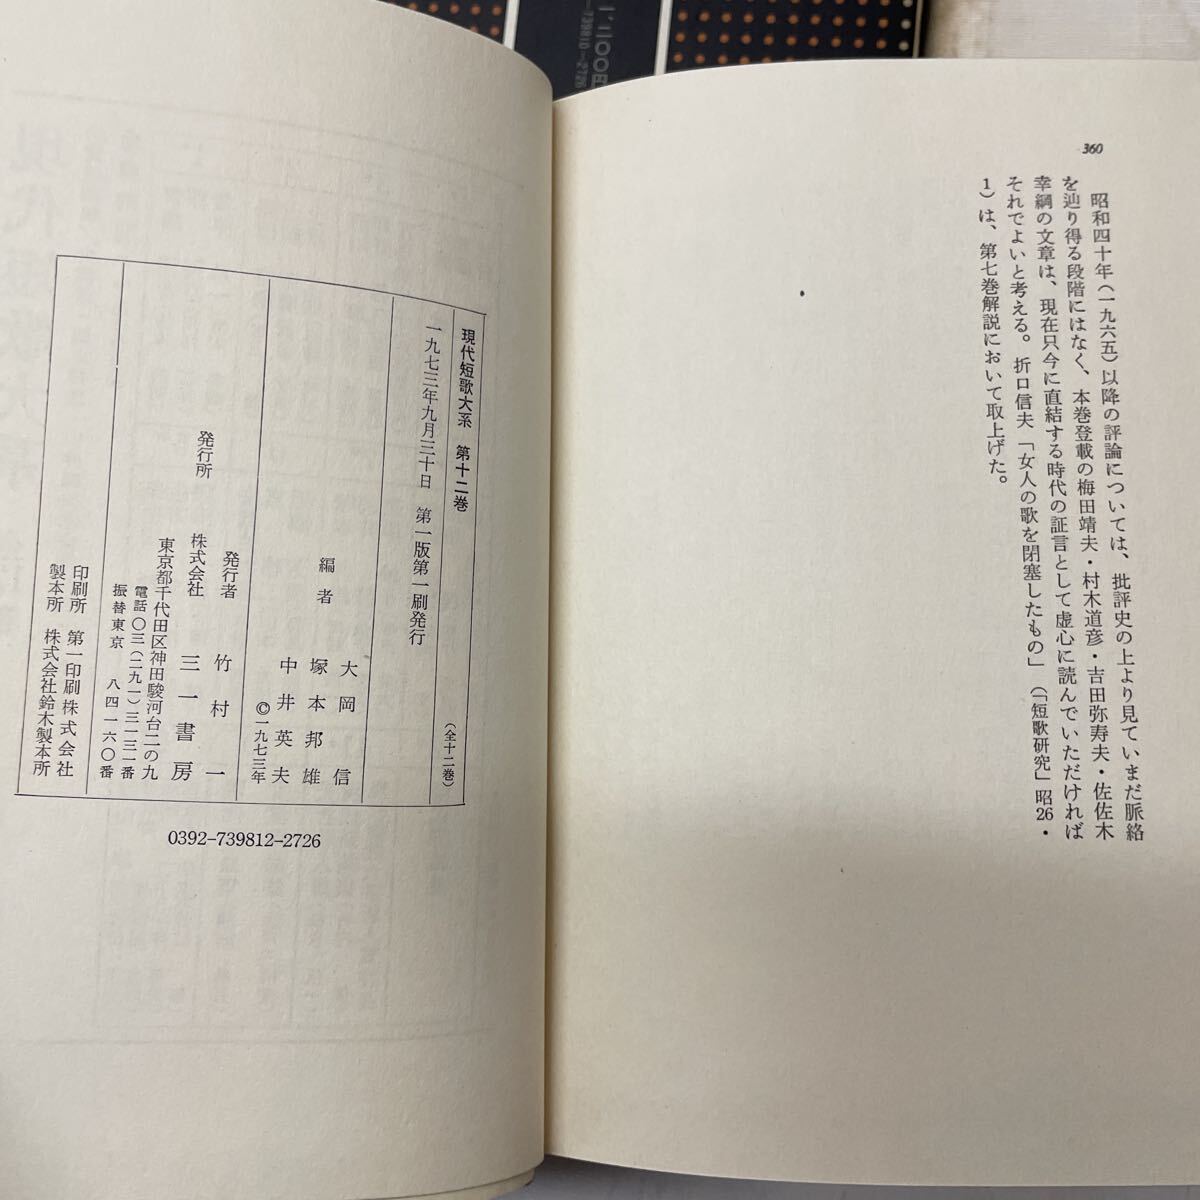 一、二〇〇円
-739810-2726
360
昭和四十年（一九六五）以降の評論については、批評史の上より見ていまだ脈絡
を辿り得る段階にはなく、本巻登載の梅田靖夫・村木道彦・吉田弥寿夫・佐佐木
幸綱の文章は、現在只今に直結する時代の証言として虚心に読んでいただければ
それでよいと考える。折口信夫「女人の歌を閉塞したもの」（「短歌研究」昭26・
1）は、第七巻解説において取上げた。
現代短歌大系　第十二巻　（全十二巻）
一九七三年九月三十日　第一版第一刷発行
編者　大岡信
塚本邦雄
中井英夫
©一九七三年
発行者　竹村一
発行所　株式会社　三一書房
東京都千代田区神田駿河台二の九
電話〇三（二九一）三一三一番
振替東京　八四一六〇番
印刷所　第一印刷株式会社
製本所　株式会社鈴木製本所
0392-739812-2726